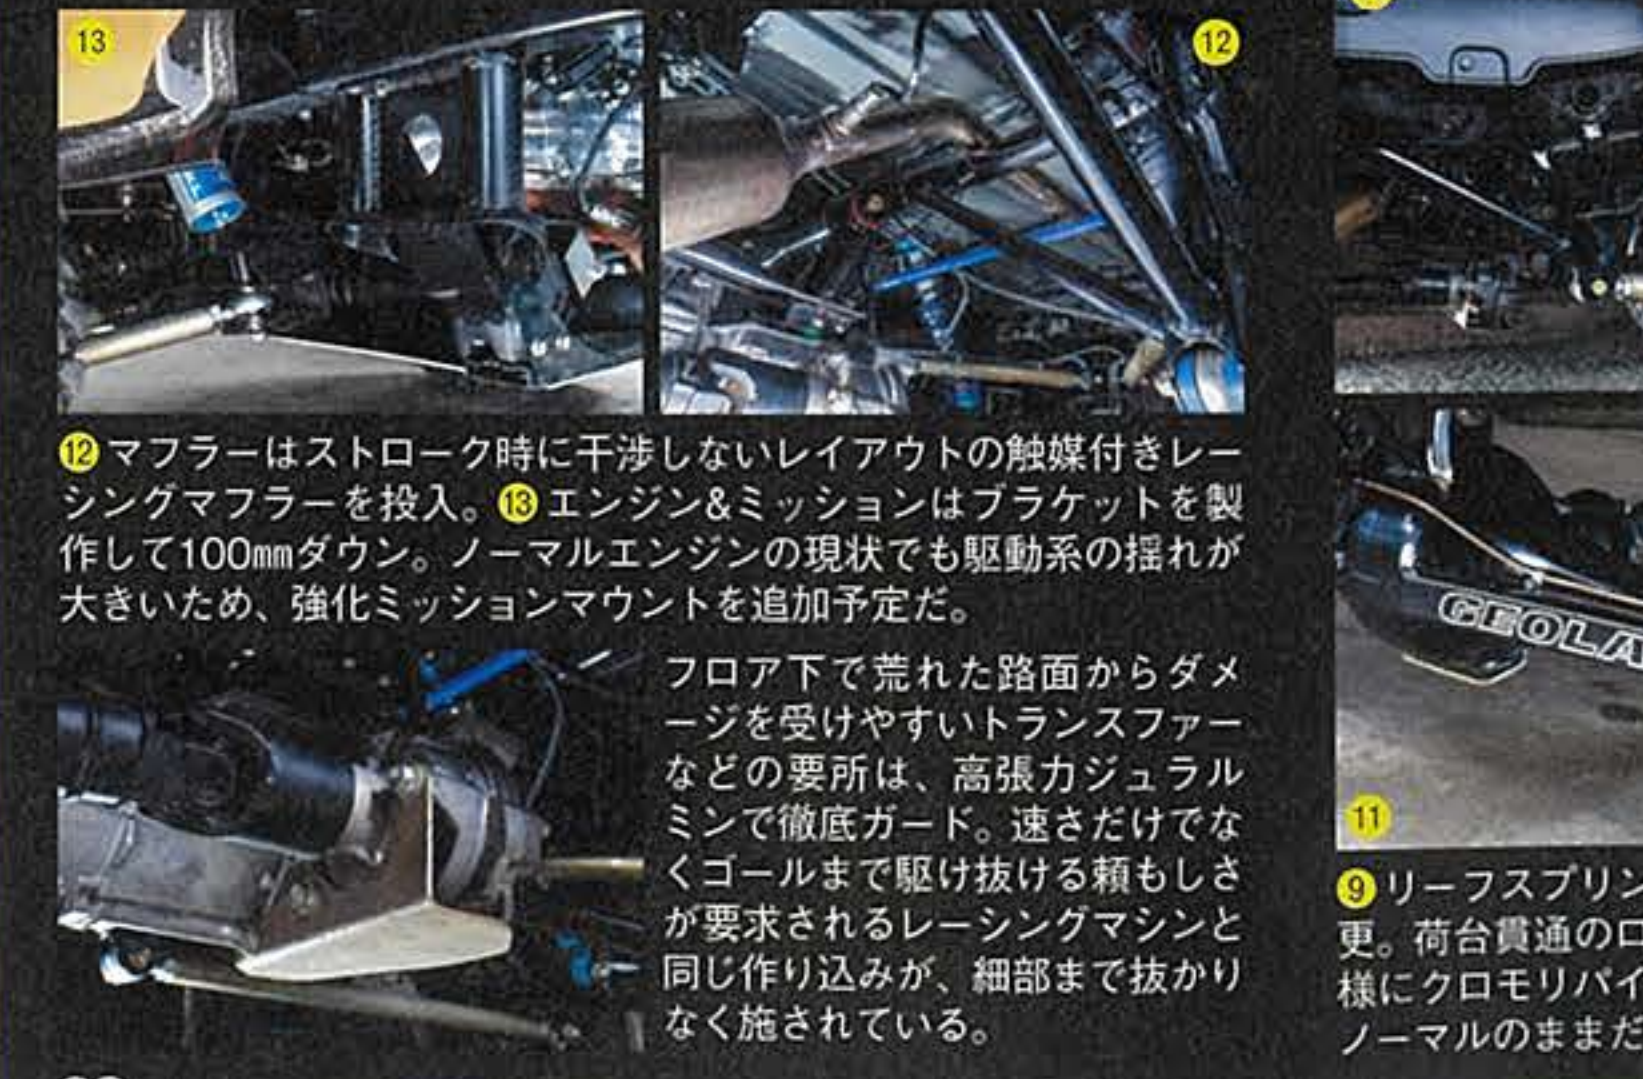 13
12
⑫マフラーはストローク時に干渉しないレイアウトの触媒付きレー
シングマフラーを投入。⑬エンジン&ミッションはブラケットを製
作して100㎜ダウン。ノーマルエンジンの現状でも駆動系の揺れが
大きいため、強化ミッションマウントを追加予定だ。
フロア下で荒れた路面からダメ
ージを受けやすいトランスファー
などの要所は、高張力ジュラル
ミンで徹底ガード。速さだけでな
くゴールまで駆け抜ける頼もしさ
が要求されるレーシングマシンと
同じ作り込みが、細部まで抜かり
なく施されている。
GEOLA
11
⑨リーフスプリン
更。荷台貫通のロ
様にクロモリパイ
ノーマルのままだ